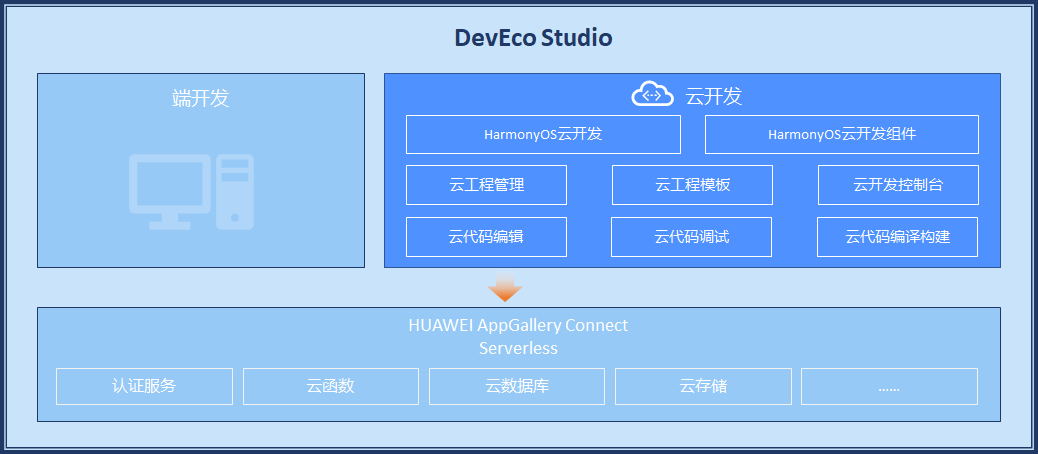 DevEco Studio
端开发
云开发
HarmonyOS云开发
HarmonyOS云开发组件
云工程管理
云工程模板
云开发控制台
云代码编辑
云代码调试
云代码编译构建
HUAWEI AppGallery Connect
Serverless
认证服务
云函数
云数据库
云存储
......